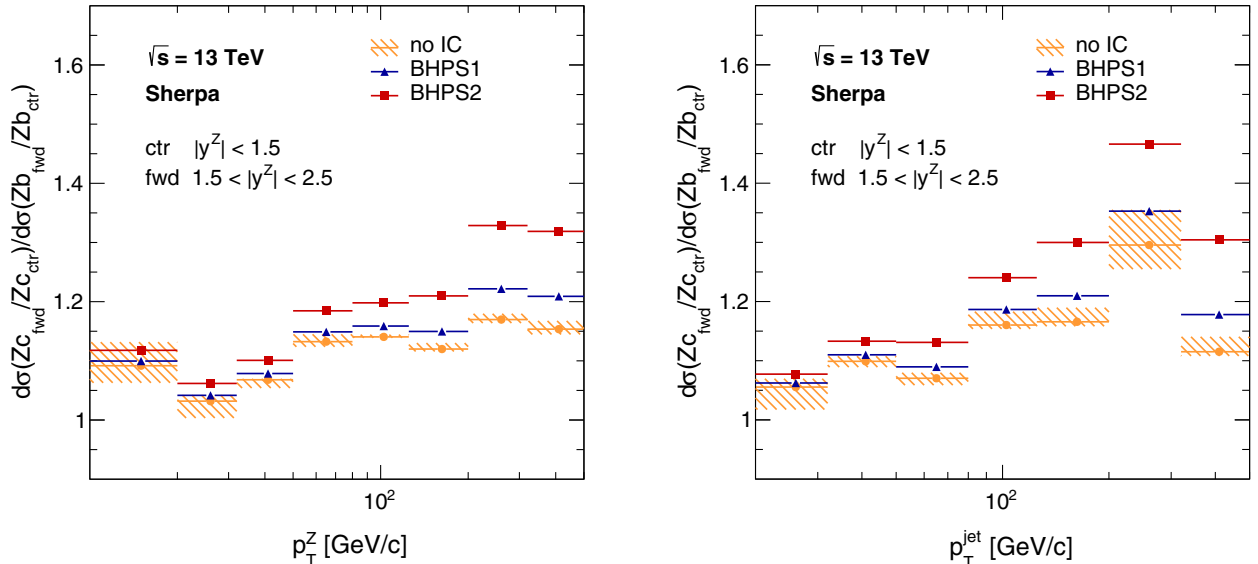 dσ(Zc_fwd/Zc_ctr)/dσ(Zb_fwd/Zb_ctr)
1.6
1.4
1.2
1
√s = 13 TeV
Sherpa
ctr |y^Z| < 1.5
fwd 1.5 < |y^Z| < 2.5
no IC
BHPS1
BHPS2
10^2
p_T^Z [GeV/c]
dσ(Zc_fwd/Zc_ctr)/dσ(Zb_fwd/Zb_ctr)
1.6
1.4
1.2
1
√s = 13 TeV
Sherpa
ctr |y^Z| < 1.5
fwd 1.5 < |y^Z| < 2.5
no IC
BHPS1
BHPS2
10^2
p_T^jet [GeV/c]